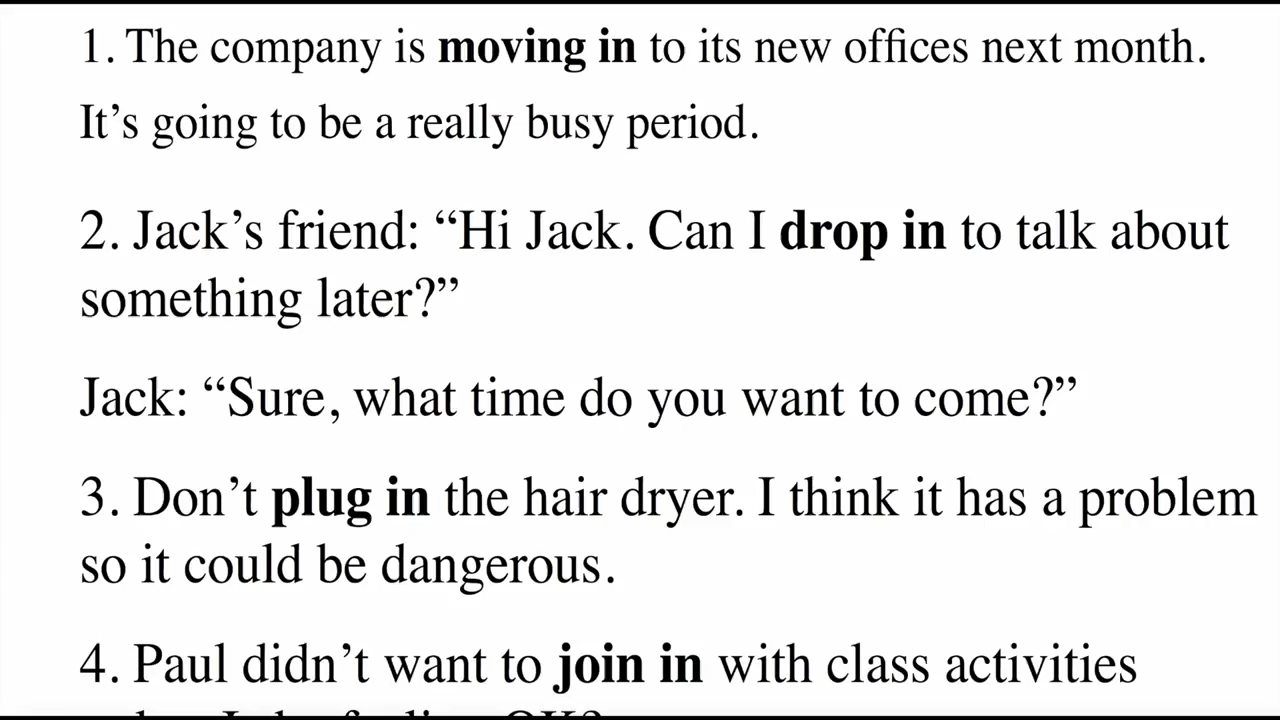 1. The company is moving in to its new offices next month.
It’s going to be a really busy period.
2. Jack’s friend: “Hi Jack. Can I drop in to talk about
something later?”
Jack: “Sure, what time do you want to come?”
3. Don’t plug in the hair dryer. I think it has a problem
so it could be dangerous.
4. Paul didn’t want to join in with class activities